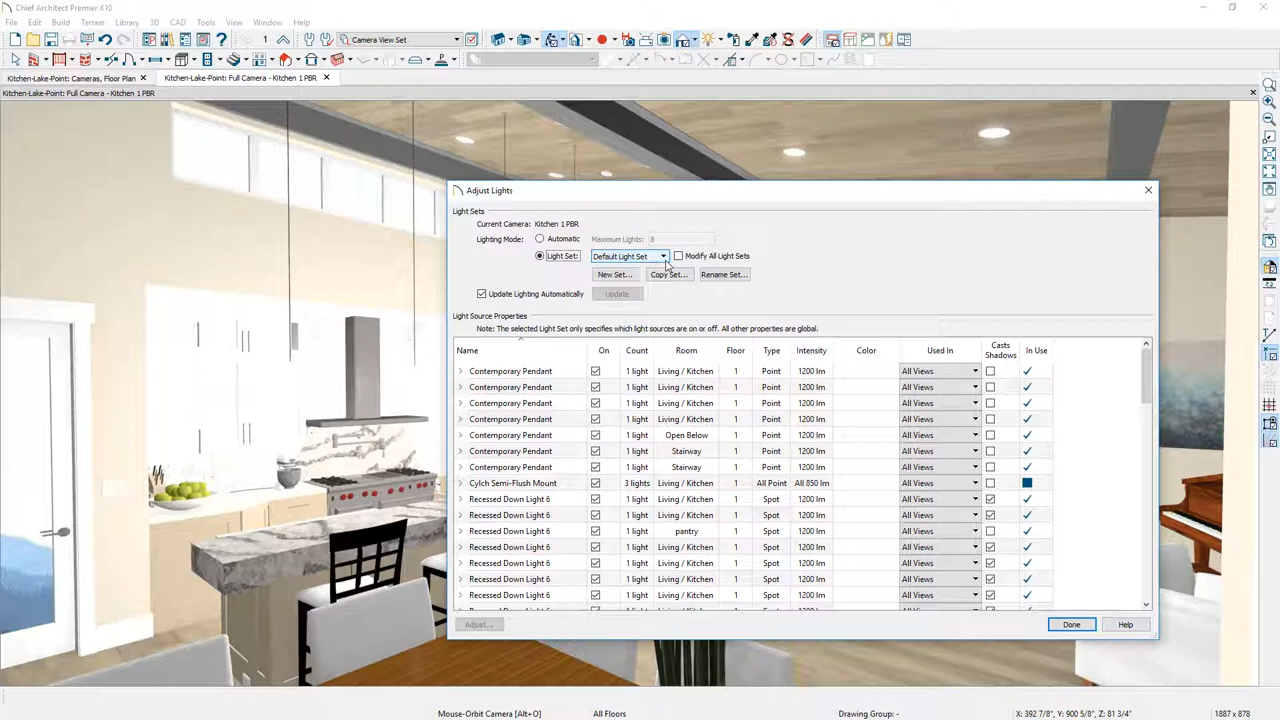 Chief Architect Premier X10
File Edit Build Terrain Library 3D CAD Tools View Window Help
1 Camera View Set
Kitchen-Lake-Point: Cameras, Floor Plan Kitchen-Lake-Point: Full Camera - Kitchen 1 PBR
Kitchen-Lake-Point: Full Camera - Kitchen 1 PBR
Adjust Lights
Light Sets
Current Camera: Kitchen 1 PBR
Lighting Mode: Automatic Maximum Lights: 8
Light Set: Default Light Set Modify All Light Sets
New Set... Copy Set... Rename Set...
Update Lighting Automatically Update
Light Source Properties
Note: The selected Light Set only specifies which light sources are on or off. All other properties are global.
Name On Count Room Floor Type Intensity Color Used In Casts Shadows In Use
Contemporary Pendant 1 light Living / Kitchen 1 Point 1200 lm All Views
Contemporary Pendant 1 light Living / Kitchen 1 Point 1200 lm All Views
Contemporary Pendant 1 light Living / Kitchen 1 Point 1200 lm All Views
Contemporary Pendant 1 light Living / Kitchen 1 Point 1200 lm All Views
Contemporary Pendant 1 light Open Below 1 Point 1200 lm All Views
Contemporary Pendant 1 light Stairway 1 Point 1200 lm All Views
Contemporary Pendant 1 light Stairway 1 Point 1200 lm All Views
Cylch Semi-Flush Mount 3 lights Living / Kitchen 1 All Point All 850 lm All Views
Recessed Down Light 6 1 light Living / Kitchen 1 Spot 1200 lm All Views
Recessed Down Light 6 1 light Living / Kitchen 1 Spot 1200 lm All Views
Recessed Down Light 6 1 light pantry 1 Spot 1200 lm All Views
Recessed Down Light 6 1 light Living / Kitchen 1 Spot 1200 lm All Views
Recessed Down Light 6 1 light Living / Kitchen 1 Spot 1200 lm All Views
Recessed Down Light 6 1 light Living / Kitchen 1 Spot 1200 lm All Views
Recessed Down Light 6 1 light Living / Kitchen 1 Spot 1200 lm All Views
Adjust... Done Help
Mouse-Orbit Camera [Alt+O] All Floors Drawing Group: - X: 392 7/8", Y: 900 5/8", Z: 81 3/4" 1887 x 878